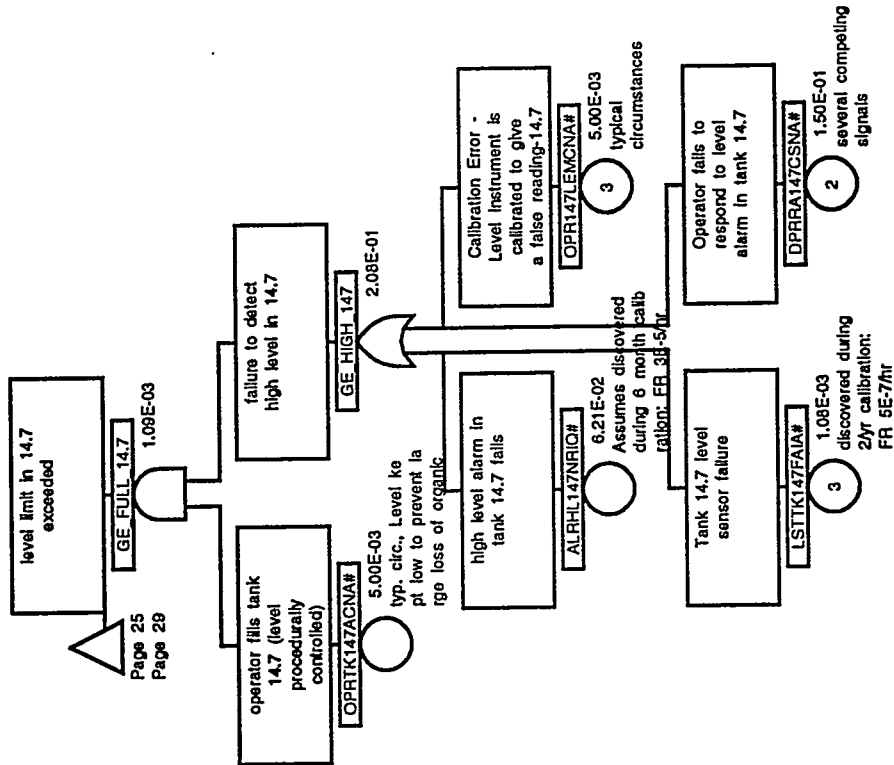 level limit in 14.7
exceeded
GE_FULL_14.7
1.09E-03
Page 25
Page 29
operator fills tank
14.7 (level
procedurally
controlled)
OPRTK147ACNA#
5.00E-03
typ. circ., Level ke
pt low to prevent la
rge loss of organic
failure to detect
high level in 14.7
GE_HIGH_147
2.08E-01
high level alarm in
tank 14.7 fails
ALRHL147NRIQ#
6.21E-02
Assumes discovered
during 6 month calib
ration: FR 3E-5/hr
Calibration Error -
Level Instrument is
calibrated to give
a false reading-14.7
OPR147LEMCNA#
3
5.00E-03
typical
circumstances
Tank 14.7 level
sensor failure
LSTTK147FAIA#
3
1.08E-03
discovered during
2/yr calibration:
FR 5E-7/hr
Operator fails to
respond to level
alarm in tank 14.7
DPRRA147CSNA#
2
1.50E-01
several competing
signals